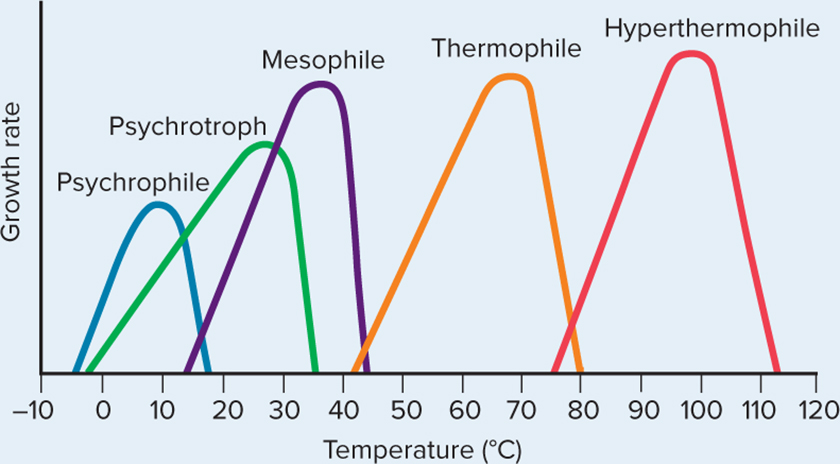 Hyperthermophile
Thermophile
Mesophile
Psychrotroph
Psychrophile
Growth rate
–10 0 10 20 30 40 50 60 70 80 90 100 110 120
Temperature (°C)